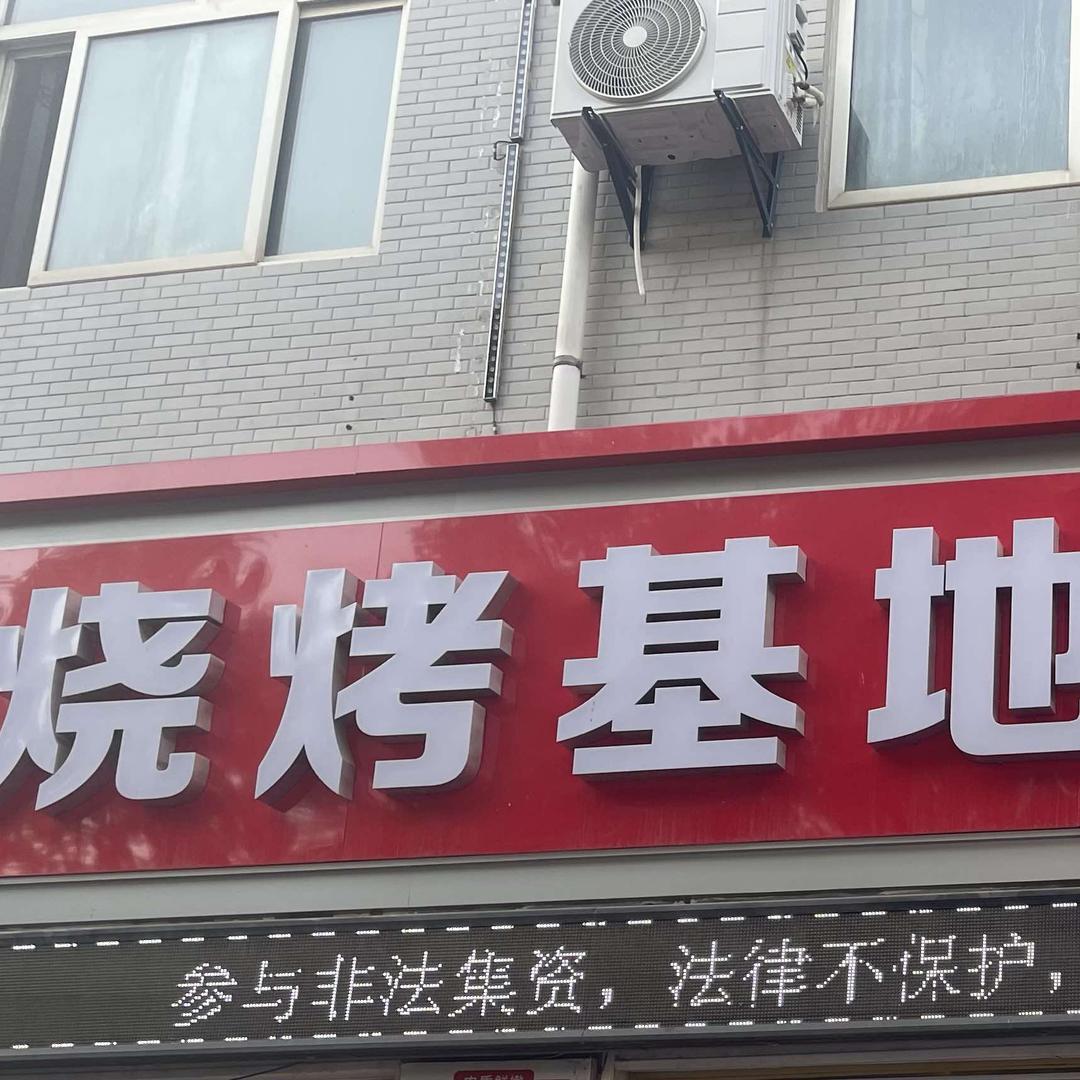 烧烤基地
参与非法集资，法律不保护，